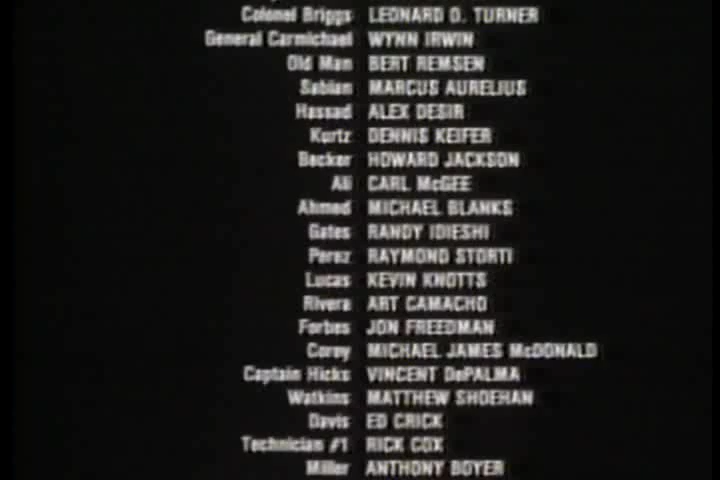 Colonel Briggs LEONARD O. TURNER
General Carmichael WYNN IRWIN
Old Man BERT REMSEN
Sabian MARCUS AURELIUS
Hassad ALEX DESIR
Kurtz DENNIS KEIFER
Becker HOWARD JACKSON
Ali CARL McGEE
Ahmed MICHAEL BLANKS
Gates RANDY IDIESHI
Perez RAYMOND STORTI
Lucas KEVIN KNOTTS
Rivera ART CAMACHO
Forbes JON FREEDMAN
Corey MICHAEL JAMES McDONALD
Captain Hicks VINCENT DePALMA
Watkins MATTHEW SHOEHAN
Davis ED CRICK
Technician #1 RICK COX
Miller ANTHONY BOYER